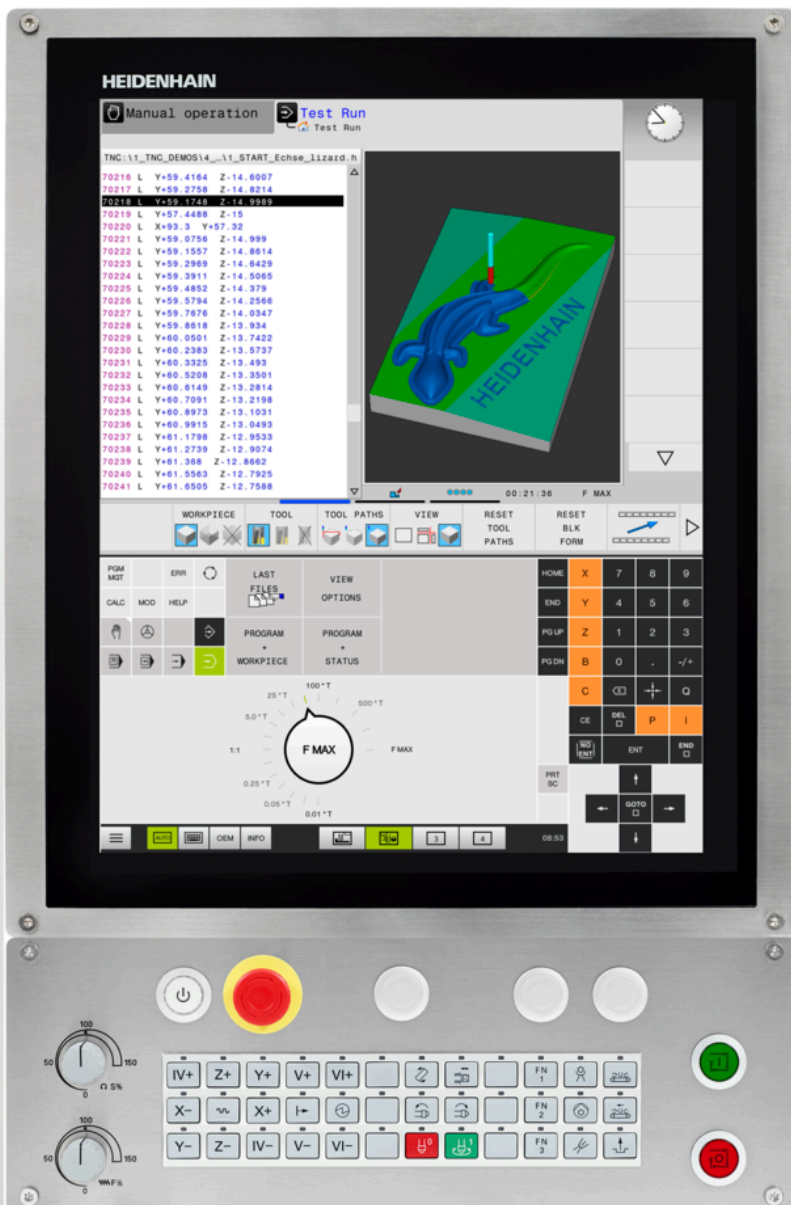 HEIDENHAIN
Manual operation
Test Run
Test Run
TNC:\1_TNC_DEMOS\4_…\1_START_Echse_lizard.h
70216 L Y+59.4164 Z-14.6007
70217 L Y+59.2758 Z-14.8214
70218 L Y+59.1748 Z-14.9989
70219 L Y+57.4488 Z-15
70220 L X+93.3 Y+57.32
70221 L Y+59.0756 Z-14.999
70222 L Y+59.1557 Z-14.8614
70223 L Y+59.2969 Z-14.6429
70224 L Y+59.3911 Z-14.5065
70225 L Y+59.4852 Z-14.379
70226 L Y+59.5794 Z-14.2566
70227 L Y+59.7676 Z-14.0347
70228 L Y+59.8618 Z-13.934
70229 L Y+60.0501 Z-13.7422
70230 L Y+60.2383 Z-13.5737
70231 L Y+60.3325 Z-13.493
70232 L Y+60.5208 Z-13.3501
70233 L Y+60.6149 Z-13.2814
70234 L Y+60.7091 Z-13.2198
70235 L Y+60.8973 Z-13.1031
70236 L Y+60.9915 Z-13.0493
70237 L Y+61.1798 Z-12.9533
70238 L Y+61.2739 Z-12.9074
70239 L Y+61.368 Z-12.8662
70240 L Y+61.5563 Z-12.7925
70241 L Y+61.6505 Z-12.7588
HEIDENHAIN
00:21:36 F MAX
WORKPIECE
TOOL
TOOL PATHS
VIEW
RESET
TOOL
PATHS
RESET
BLK
FORM
PGM
MGT
ERR
CALC
MOD
HELP
LAST
FILES
VIEW
OPTIONS
PROGRAM
+
WORKPIECE
PROGRAM
+
STATUS
HOME X 7 8 9
END Y 4 5 6
PG UP Z 1 2 3
PG DN B 0 . -/+
C Q
CE DEL P I
NO
ENT
ENT
END
PRT
SC
GOTO
100*T
25*T
500*T
5.0*T
1:1
F MAX
F MAX
0.25*T
0.05*T
0.01*T
AUTO
OEM
INFO
3
4
08:53
100
50
150
0
S%
100
50
150
0
F%
IV+ Z+ Y+ V+ VI+ FN 1
X- X+ FN 2
Y- Z- IV- V- VI- 0 1 FN 3